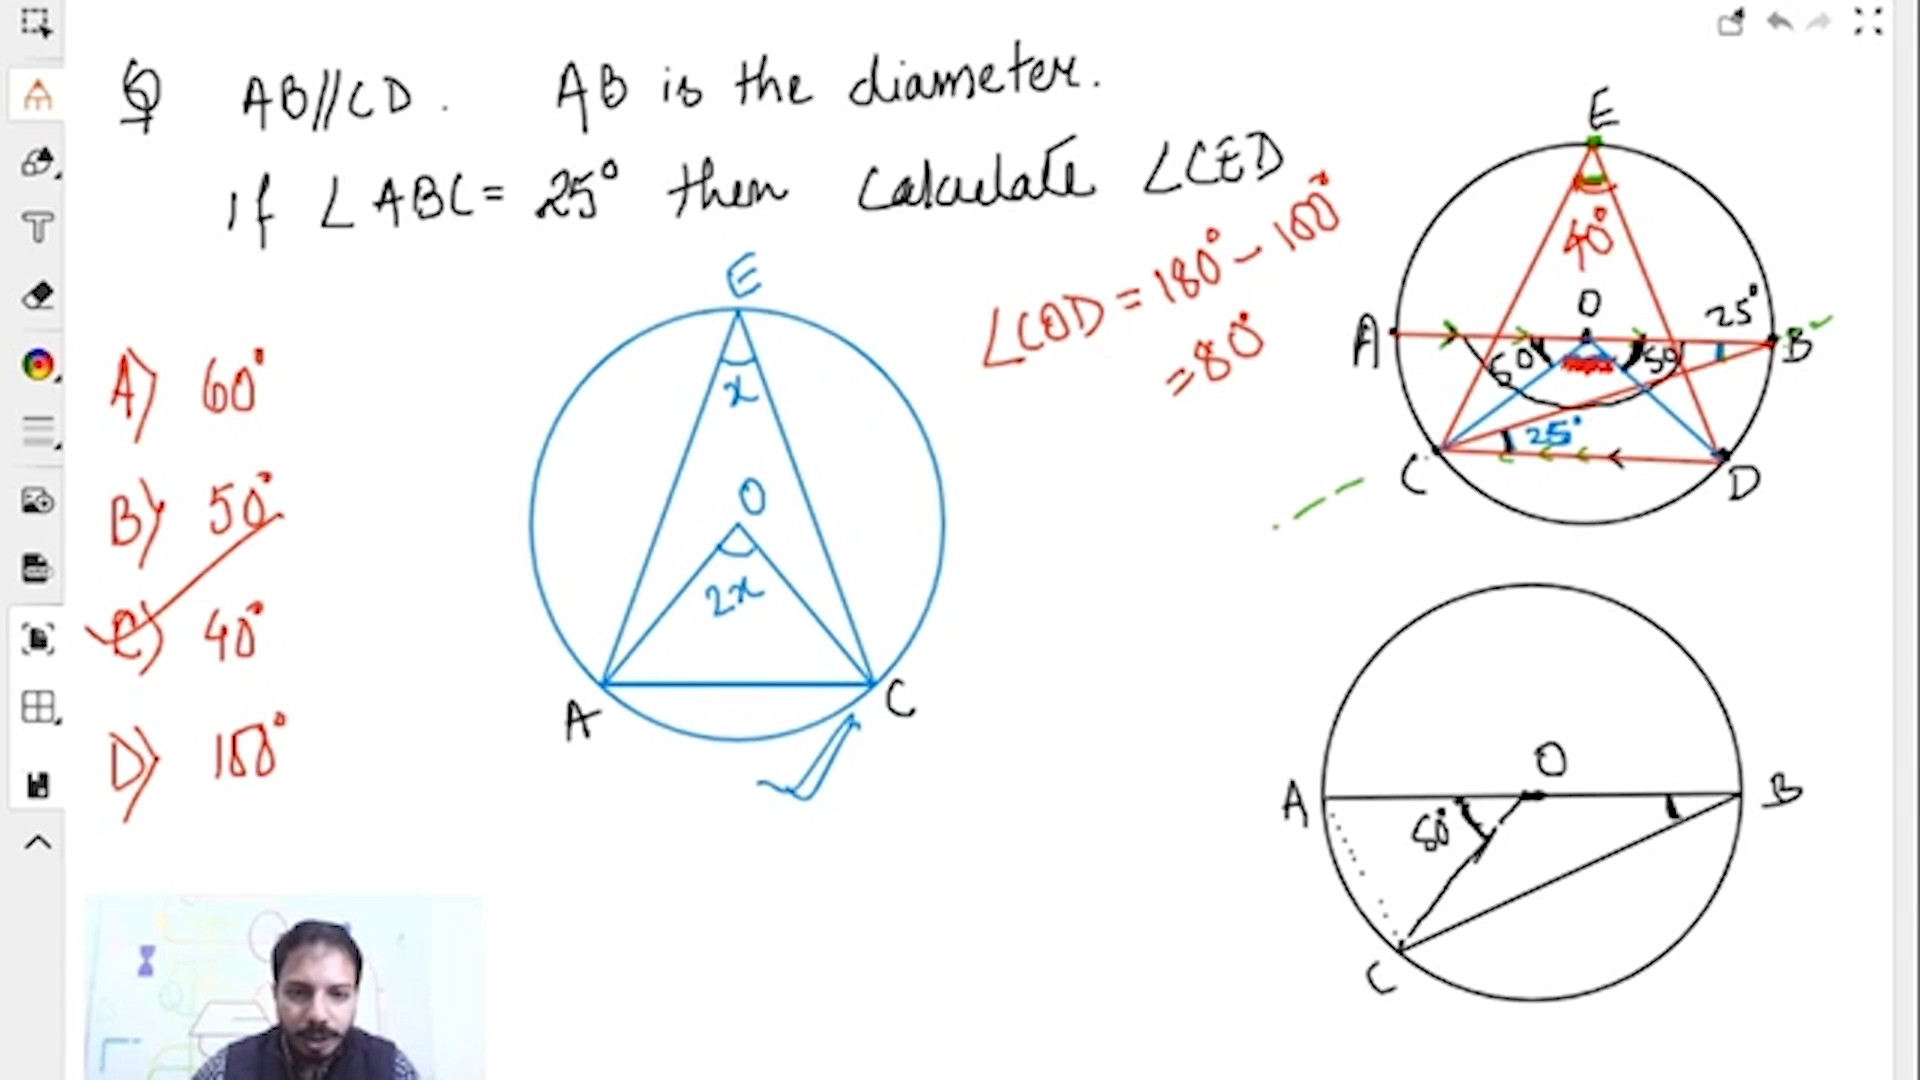 Q AB//CD. AB is the diameter.
if ∠ABC = 25° then Calculate ∠CED
∠COD = 180° - 100°
= 80°
A) 60°
B) 50°
C) 40°
D) 100°
E
x
O
2x
A
C
E
40°
O
25°
A
50°
50°
B
25°
C
D
O
A
B
50°
C